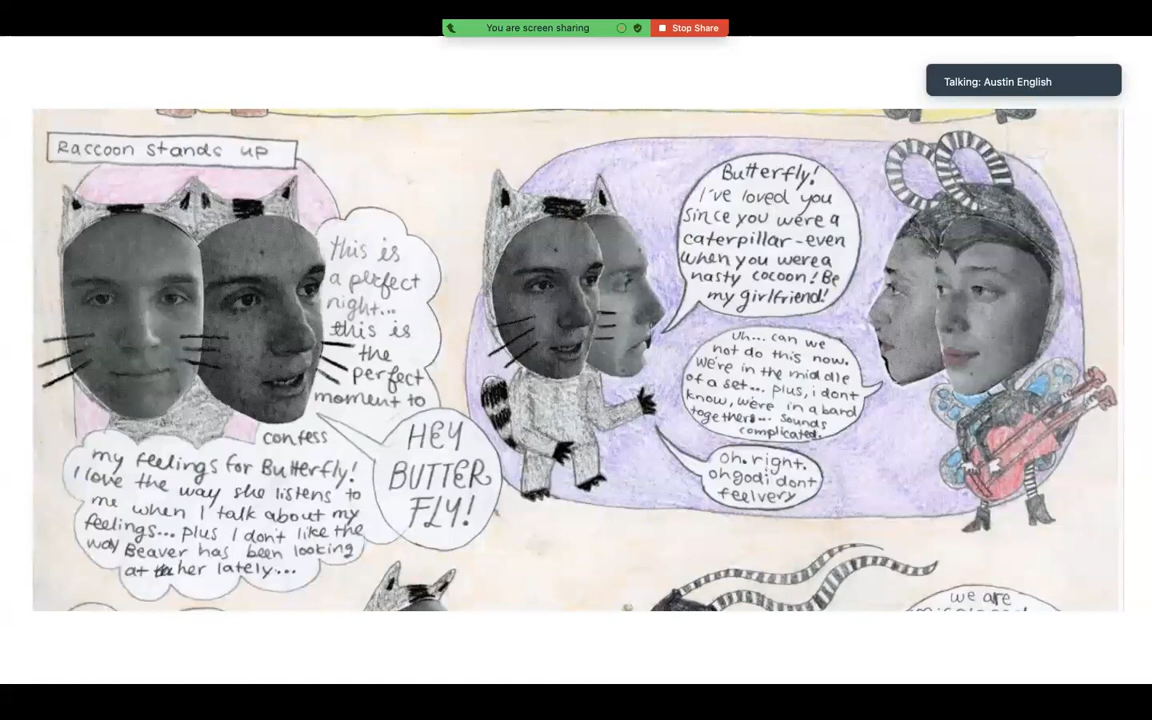 You are screen sharing
Stop Share
Talking: Austin English
Raccoon stands up
this is
a perfect
night...
this is
the
perfect
moment to
confess
my feelings for Butterfly!
I love the way she listens to
me when I talk about my
feelings... plus I don't like the
way Beaver has been looking
at her lately...
HEY
BUTTER
FLY!
Butterfly!
I've loved you
since you were a
caterpillar - even
when you were a
nasty cocoon! Be
my girlfriend!
Uh... can we
not do this now.
we're in the middle
of a set... plus, i dont
know, we're in a band
together... sounds
complicated.
oh. right.
oh god i dont
feel very
we are